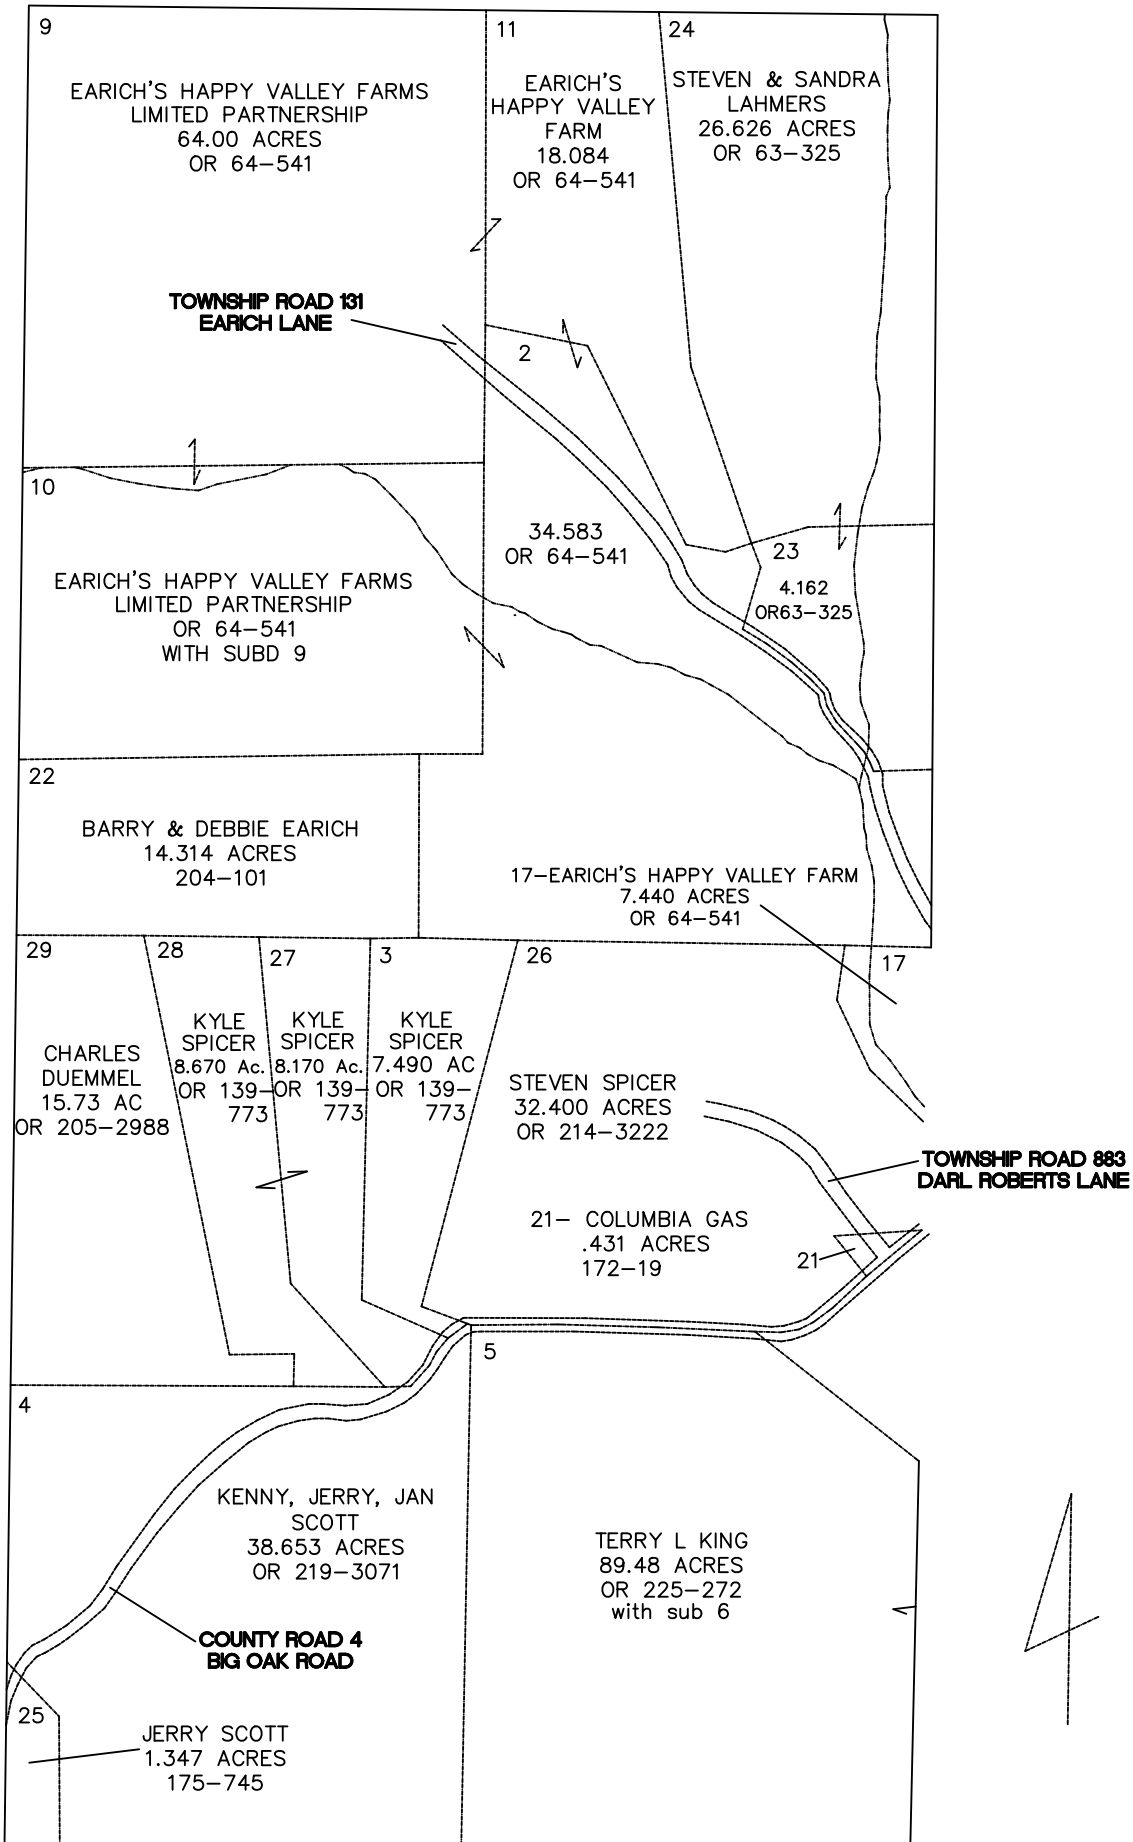 9
EARICH'S HAPPY VALLEY FARMS
LIMITED PARTNERSHIP
64.00 ACRES
OR 64-541
11
EARICH'S
HAPPY VALLEY
FARM
18.084
OR 64-541
24
STEVEN & SANDRA
LAHMERS
26.626 ACRES
OR 63-325
TOWNSHIP ROAD 131
EARICH LANE
2
34.583
OR 64-541
23
4.162
OR63-325
10
EARICH'S HAPPY VALLEY FARMS
LIMITED PARTNERSHIP
OR 64-541
WITH SUBD 9
22
BARRY & DEBBIE EARICH
14.314 ACRES
204-101
17-EARICH'S HAPPY VALLEY FARM
7.440 ACRES
OR 64-541
17
29
CHARLES
DUEMMEL
15.73 AC
OR 205-2988
28
KYLE
SPICER
8.670 Ac.
OR 139-
773
27
KYLE
SPICER
8.170 Ac.
OR 139-
773
3
KYLE
SPICER
7.490 AC
OR 139-
773
26
STEVEN SPICER
32.400 ACRES
OR 214-3222
TOWNSHIP ROAD 883
DARL ROBERTS LANE
21- COLUMBIA GAS
.431 ACRES
172-19
21
4
KENNY, JERRY, JAN
SCOTT
38.653 ACRES
OR 219-3071
5
TERRY L KING
89.48 ACRES
OR 225-272
with sub 6
COUNTY ROAD 4
BIG OAK ROAD
25
JERRY SCOTT
1.347 ACRES
175-745